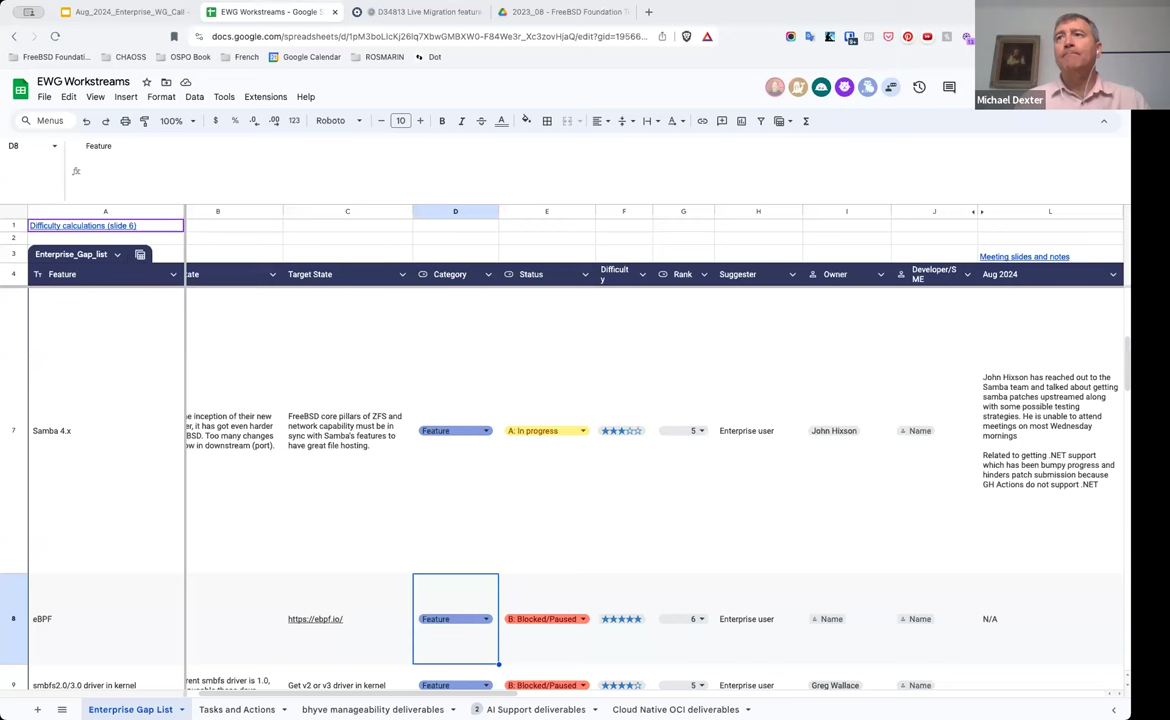 Aug_2024_Enterprise_WG_Call -
EWG Workstreams - Google S
D34813 Live Migration feature
2023_08 - FreeBSD Foundation T
docs.google.com/spreadsheets/d/1pM3boLIcKj26lq7XbwGMBXW0-F84We3r_Xc3zovHjaQ/edit?gid=19566...
FreeBSD Foundati...
CHAOSS
OSPO Book
French
Google Calendar
ROSMARIN
Dot
EWG Workstreams
File Edit View Insert Format Data Tools Extensions Help
Menus 100% $ % .0 .00 123 Roboto 10 B I
D8 Feature
A B C D E F G H I J L
1 Difficulty calculations (slide 6)
2
3 Enterprise_Gap_list Meeting slides and notes
4 Feature tate Target State Category Status Difficult
y Rank Suggester Owner Developer/S
ME Aug 2024
7 Samba 4.x
e inception of their new
er, it has got even harder
BSD. Too many changes
ow in downstream (port).
FreeBSD core pillars of ZFS and
network capability must be in
sync with Samba's features to
have great file hosting.
Feature A: In progress ★★★☆☆ 5 Enterprise user John Hixson Name
John Hixson has reached out to the
Samba team and talked about getting
samba patches upstreamed along
with some possible testing
strategies. He is unable to attend
meetings on most Wednesday
mornings
Related to getting .NET support
which has been bumpy progress and
hinders patch submission because
GH Actions do not support .NET
8 eBPF https://ebpf.io/ Feature B: Blocked/Paused ★★★★★ 6 Enterprise user Name Name N/A
9 smbfs2.0/3.0 driver in kernel
rent smbfs driver is 1.0,
Get v2 or v3 driver in kernel Feature B: Blocked/Paused ★★★★☆ 5 Enterprise user Greg Wallace Name
Enterprise Gap List Tasks and Actions bhyve manageability deliverables 2 AI Support deliverables Cloud Native OCI deliverables
Michael Dexter